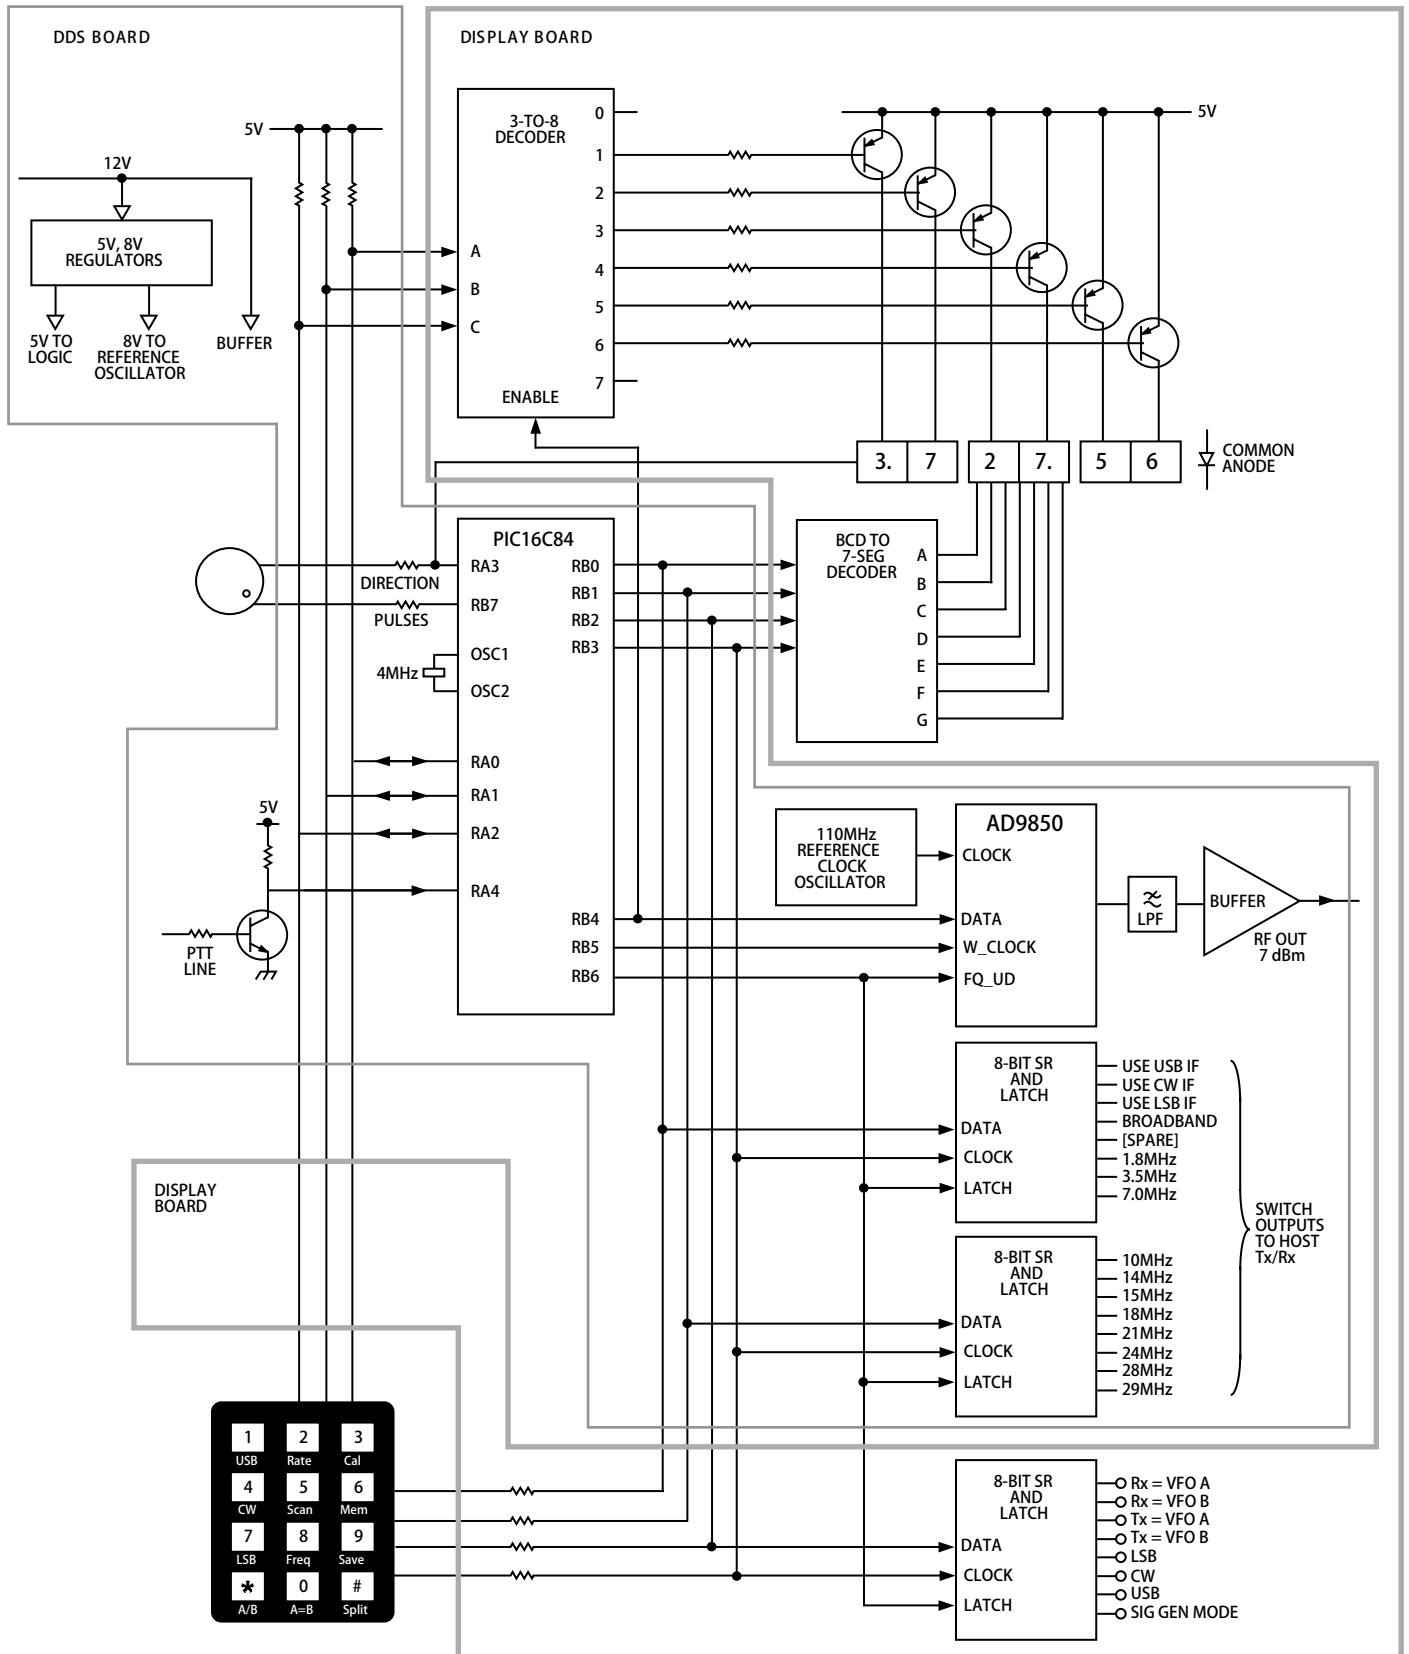 DDS BOARD
DISPLAY BOARD
5V
12V
5V, 8V
REGULATORS
5V TO
LOGIC
8V TO
REFERENCE
OSCILLATOR
BUFFER
3-TO-8
DECODER
0
1
2
3
4
5
6
7
A
B
C
ENABLE
5V
3.
7
2
7.
5
6
COMMON
ANODE
PIC16C84
RA3
RB7
OSC1
OSC2
RA0
RA1
RA2
RA4
RB0
RB1
RB2
RB3
RB4
RB5
RB6
DIRECTION
PULSES
4MHz
BCD TO
7-SEG
DECODER
A
B
C
D
E
F
G
5V
PTT
LINE
110MHz
REFERENCE
CLOCK
OSCILLATOR
AD9850
CLOCK
DATA
W_CLOCK
FQ_UD
LPF
BUFFER
RF OUT
7 dBm
8-BIT SR
AND
LATCH
DATA
CLOCK
LATCH
USE USB IF
USE CW IF
USE LSB IF
BROADBAND
[SPARE]
1.8MHz
3.5MHz
7.0MHz
SWITCH
OUTPUTS
TO HOST
Tx/Rx
8-BIT SR
AND
LATCH
DATA
CLOCK
LATCH
10MHz
14MHz
15MHz
18MHz
21MHz
24MHz
28MHz
29MHz
DISPLAY
BOARD
1 2 3
USB Rate Cal
4 5 6
CW Scan Mem
7 8 9
LSB Freq Save
* 0 #
A/B A=B Split
8-BIT SR
AND
LATCH
DATA
CLOCK
LATCH
Rx = VFO A
Rx = VFO B
Tx = VFO A
Tx = VFO B
LSB
CW
USB
SIG GEN MODE